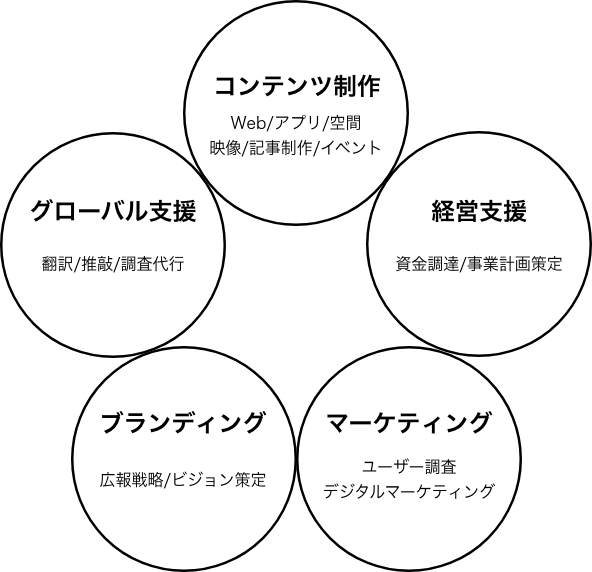 コンテンツ制作
Web/アプリ/空間
映像/記事制作/イベント
グローバル支援
翻訳/推敲/調査代行
経営支援
資金調達/事業計画策定
ブランディング
広報戦略/ビジョン策定
マーケティング
ユーザー調査
デジタルマーケティング